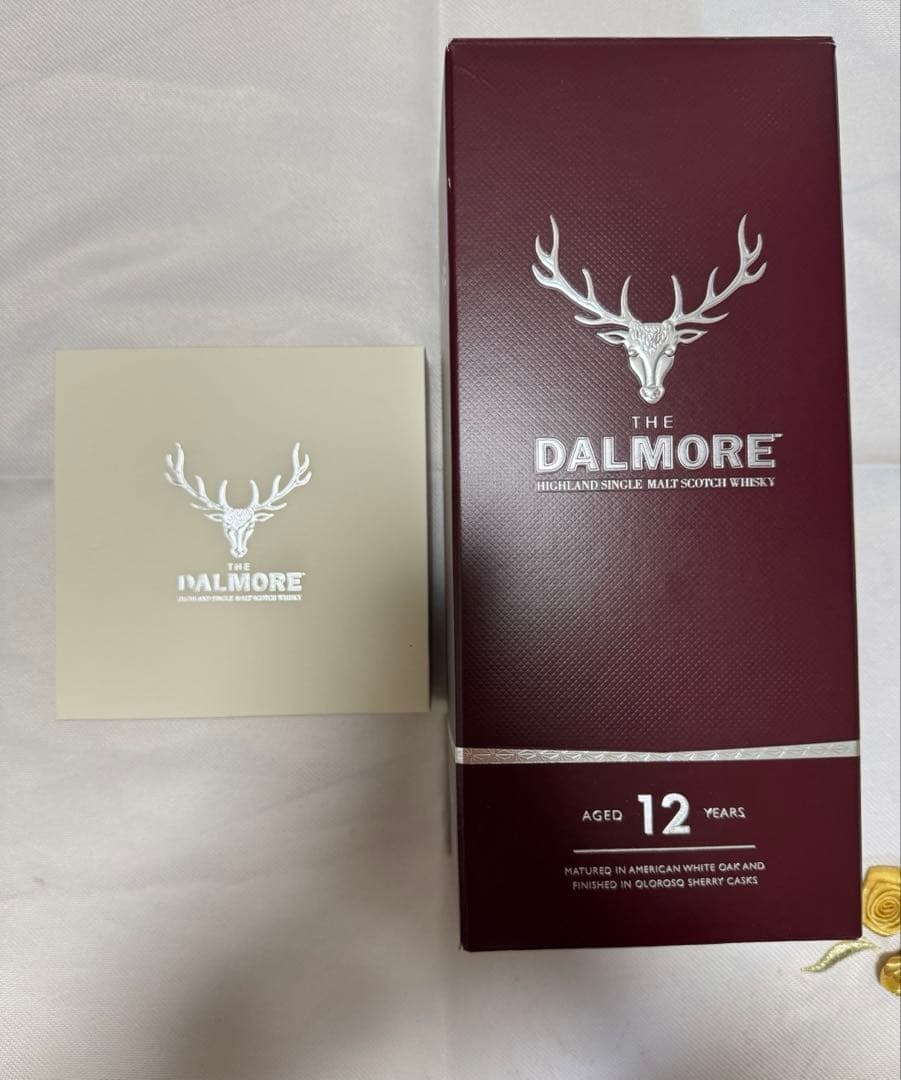 THE
DALMORE
HIGHLAND SINGLE MALT SCOTCH WHISKY
THE
DALMORE
HIGHLAND SINGLE MALT SCOTCH WHISKY
AGED 12 YEARS
MATURED IN AMERICAN WHITE OAK AND
FINISHED IN OLOROSO SHERRY CASKS